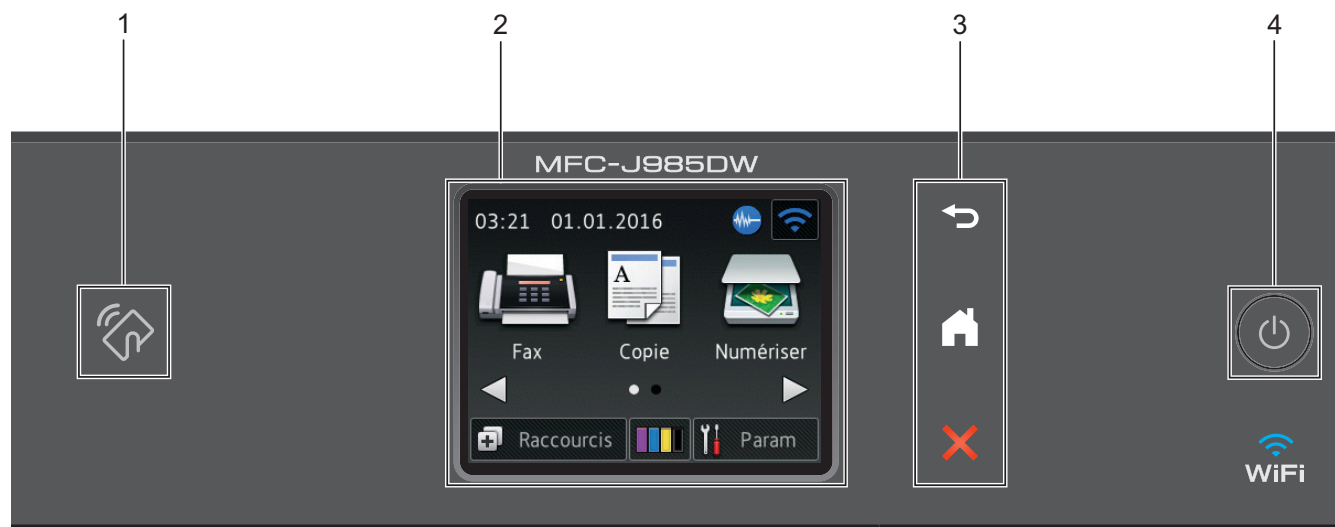 1 2 3 4
MFC-J985DW
03:21 01.01.2016
A
Fax Copie Numériser
Raccourcis Param
WiFi